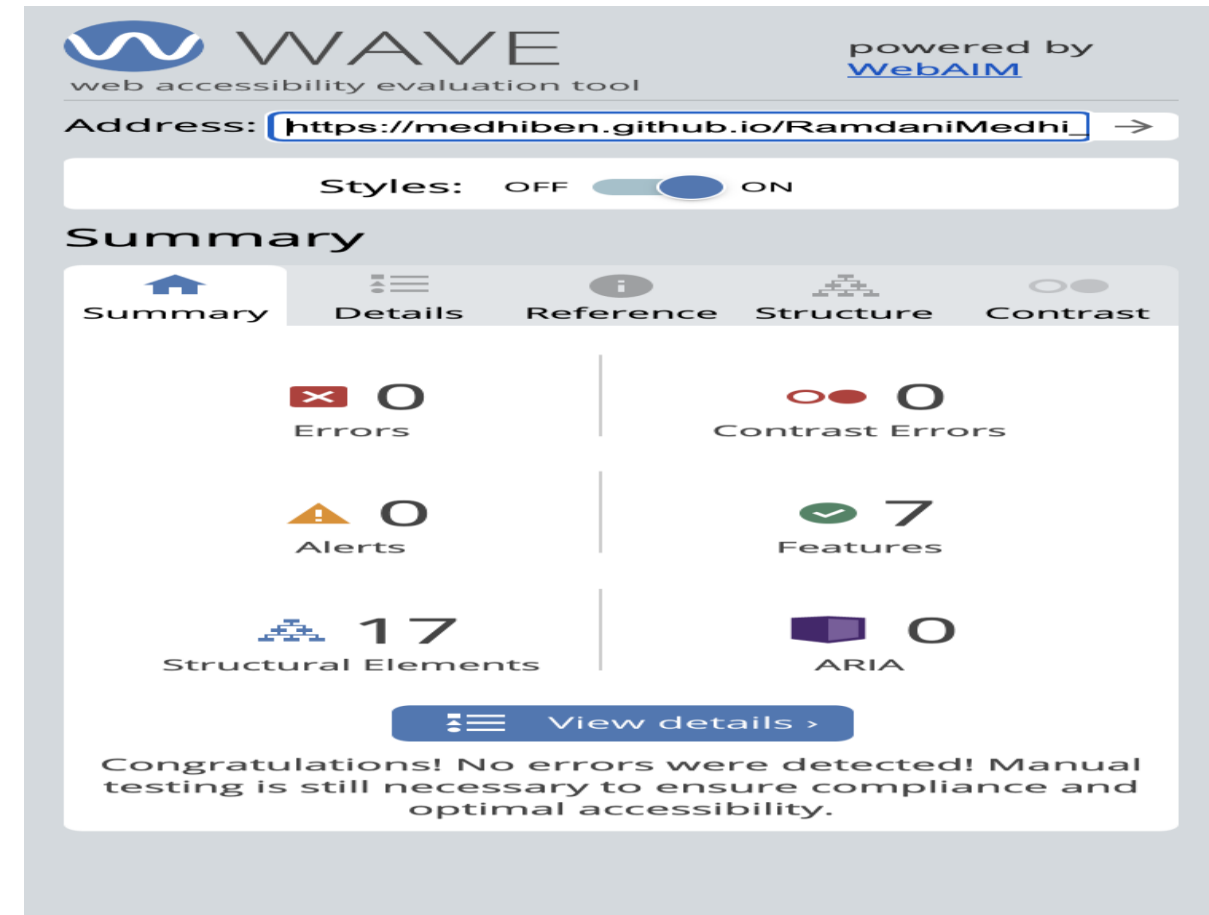 WAVE
powered by
WebAIM
web accessibility evaluation tool
Address: https://medhiben.github.io/RamdaniMedhi_
Styles: OFF ON
Summary
Summary Details Reference Structure Contrast
0 0
Errors Contrast Errors
0 7
Alerts Features
17 0
Structural Elements ARIA
View details ›
Congratulations! No errors were detected! Manual
testing is still necessary to ensure compliance and
optimal accessibility.